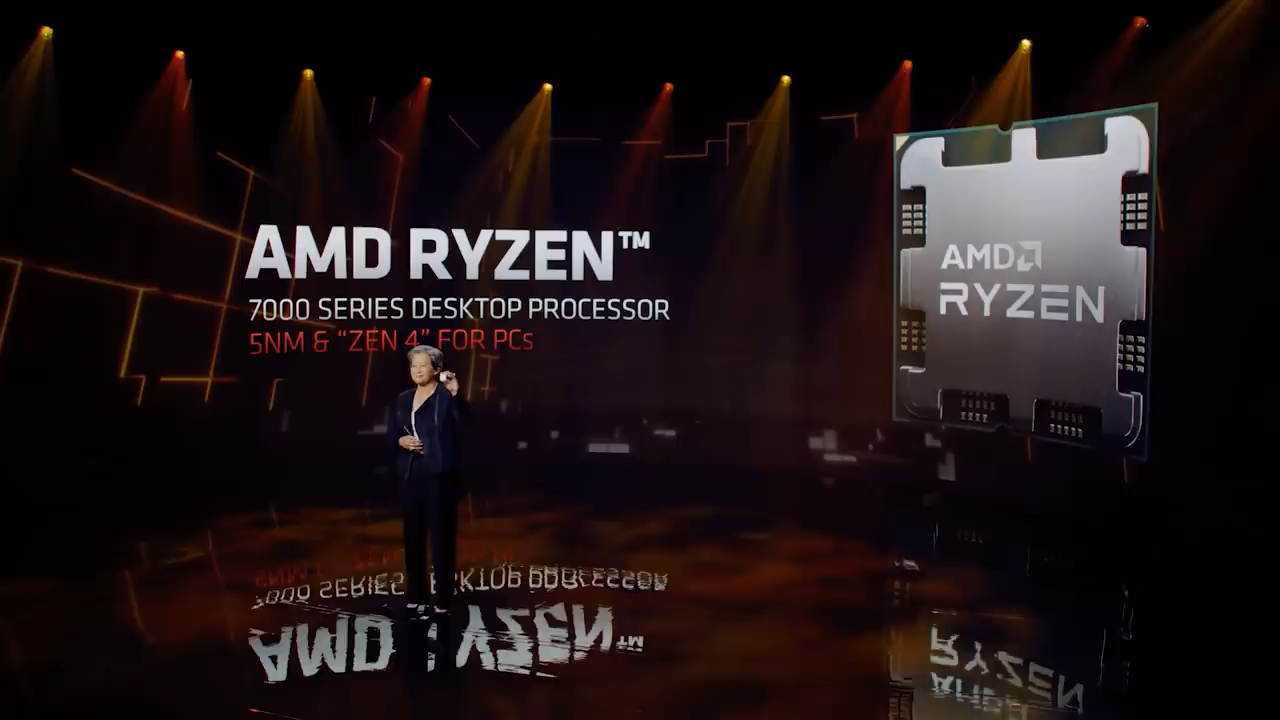 AMD RYZEN™
7000 SERIES DESKTOP PROCESSOR
5NM & “ZEN 4” FOR PCs
AMD
RYZEN